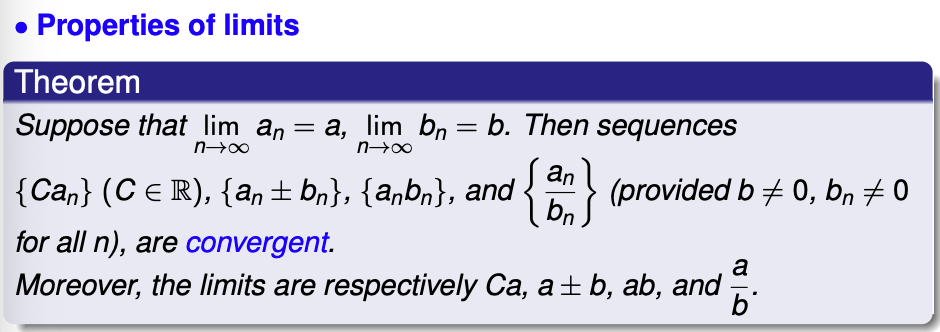 • Properties of limits
Theorem
Suppose that lim_{n→∞} a_n = a, lim_{n→∞} b_n = b. Then sequences
{Ca_n} (C ∈ ℝ), {a_n ± b_n}, {a_nb_n}, and {a_n/b_n} (provided b ≠ 0, b_n ≠ 0
for all n), are convergent.
Moreover, the limits are respectively Ca, a ± b, ab, and a/b.